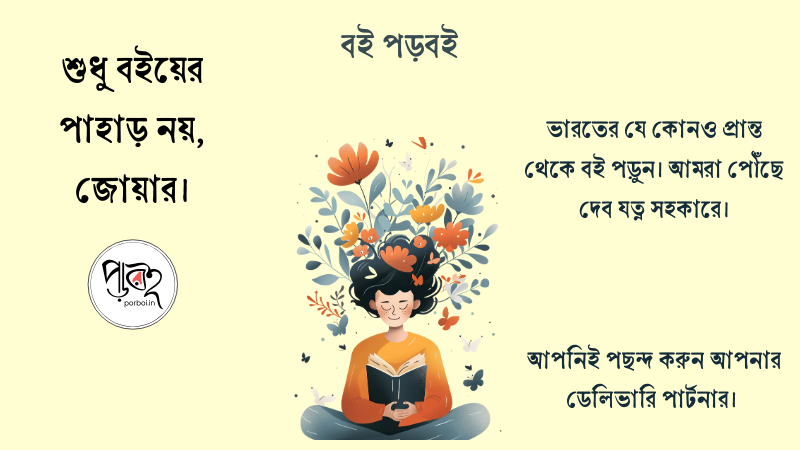 বই পড়বই
শুধু বইয়ের
পাহাড় নয়,
জোয়ার।
porboi.in
ভারতের যে কোনও প্রান্ত
থেকে বই পড়ুন। আমরা পৌঁছে
দেব যত্ন সহকারে।
আপনিই পছন্দ করুন আপনার
ডেলিভারি পার্টনার।